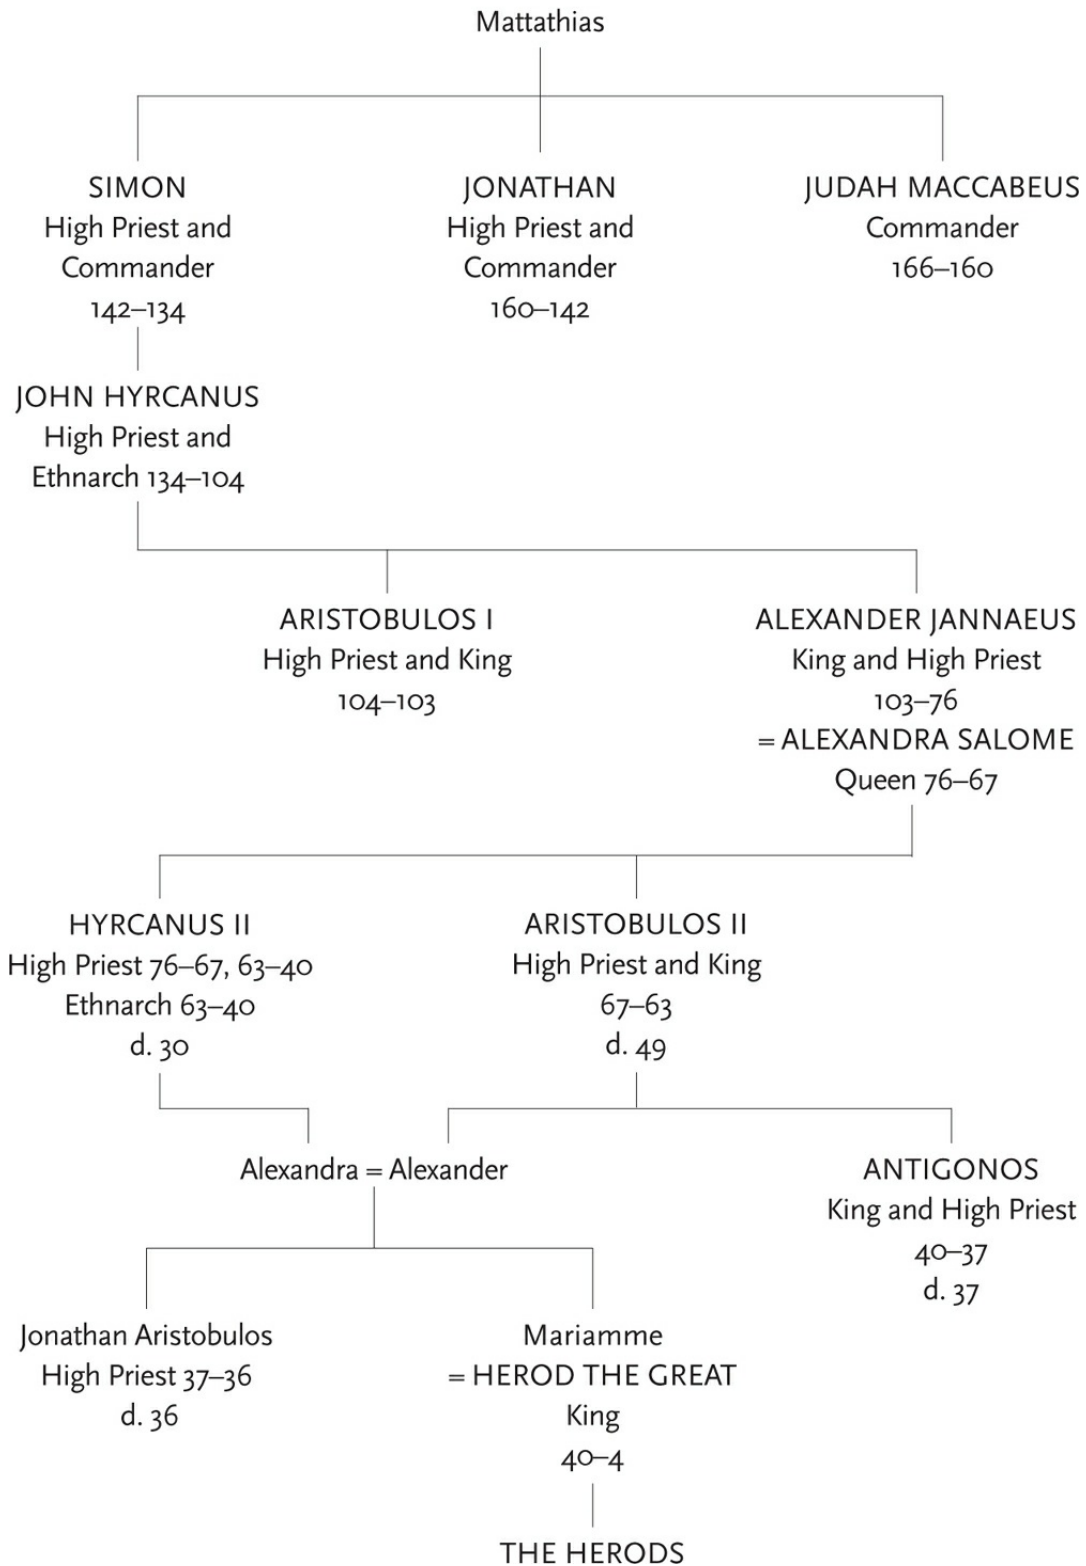 Mattathias
SIMON
High Priest and
Commander
142–134
JONATHAN
High Priest and
Commander
160–142
JUDAH MACCABEUS
Commander
166–160
JOHN HYRCANUS
High Priest and
Ethnarch 134–104
ARISTOBULOS I
High Priest and King
104–103
ALEXANDER JANNAEUS
King and High Priest
103–76
= ALEXANDRA SALOME
Queen 76–67
HYRCANUS II
High Priest 76–67, 63–40
Ethnarch 63–40
d. 30
ARISTOBULOS II
High Priest and King
67–63
d. 49
Alexandra = Alexander
ANTIGONOS
King and High Priest
40–37
d. 37
Jonathan Aristobulos
High Priest 37–36
d. 36
Mariamme
= HEROD THE GREAT
King
40–4
THE HERODS